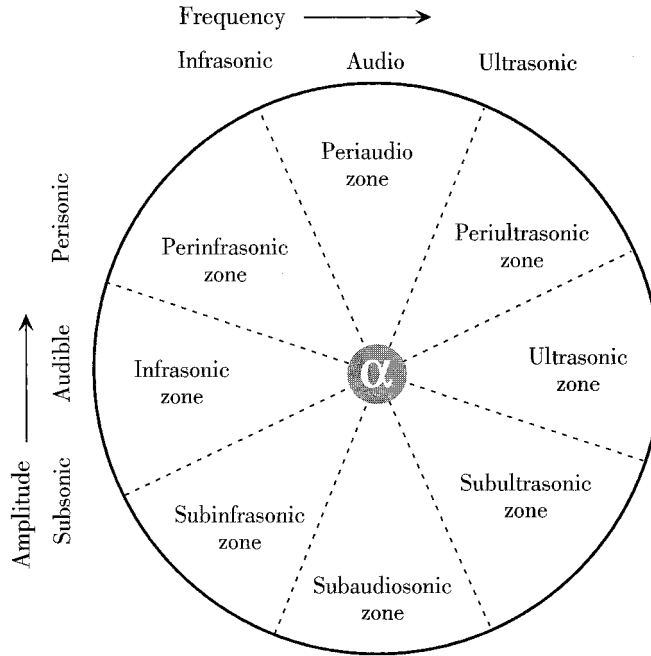 Frequency
Infrasonic Audio Ultrasonic
Periaudio
zone
Perisonic
Perinfrasonic
zone
Periultrasonic
zone
Audible
Infrasonic
zone
α
Ultrasonic
zone
Amplitude
Subsonic
Subinfrasonic
zone
Subultrasonic
zone
Subaudiosonic
zone